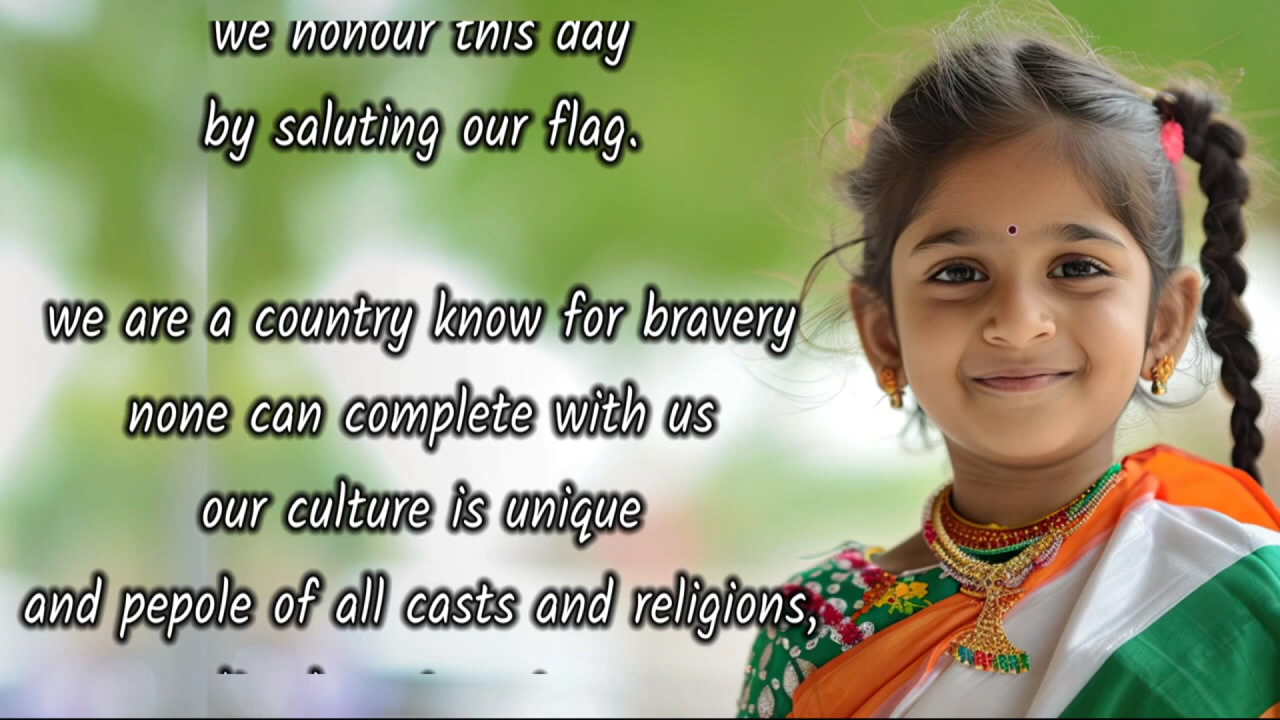 we honour this day
by saluting our flag.
we are a country know for bravery
none can complete with us
our culture is unique
and pepole of all casts and religions,